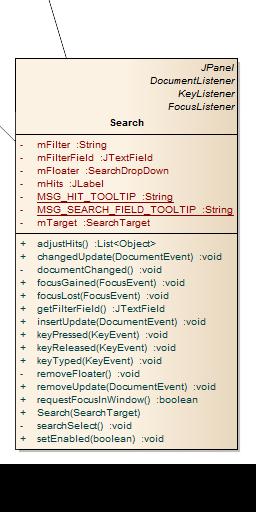 JPanel
DocumentListener
KeyListener
FocusListener
Search
- mFilter :String
- mFilterField :JTextField
- mFloater :SearchDropDown
- mHits :JLabel
- MSG_HIT_TOOLTIP :String
- MSG_SEARCH_FIELD_TOOLTIP :String
- mTarget :SearchTarget
+ adjustHits() :List<Object>
+ changedUpdate(DocumentEvent) :void
- documentChanged() :void
+ focusGained(FocusEvent) :void
+ focusLost(FocusEvent) :void
+ getFilterField() :JTextField
+ insertUpdate(DocumentEvent) :void
+ keyPressed(KeyEvent) :void
+ keyReleased(KeyEvent) :void
+ keyTyped(KeyEvent) :void
- removeFloater() :void
+ removeUpdate(DocumentEvent) :void
+ requestFocusInWindow() :boolean
+ Search(SearchTarget)
- searchSelect() :void
+ setEnabled(boolean) :void